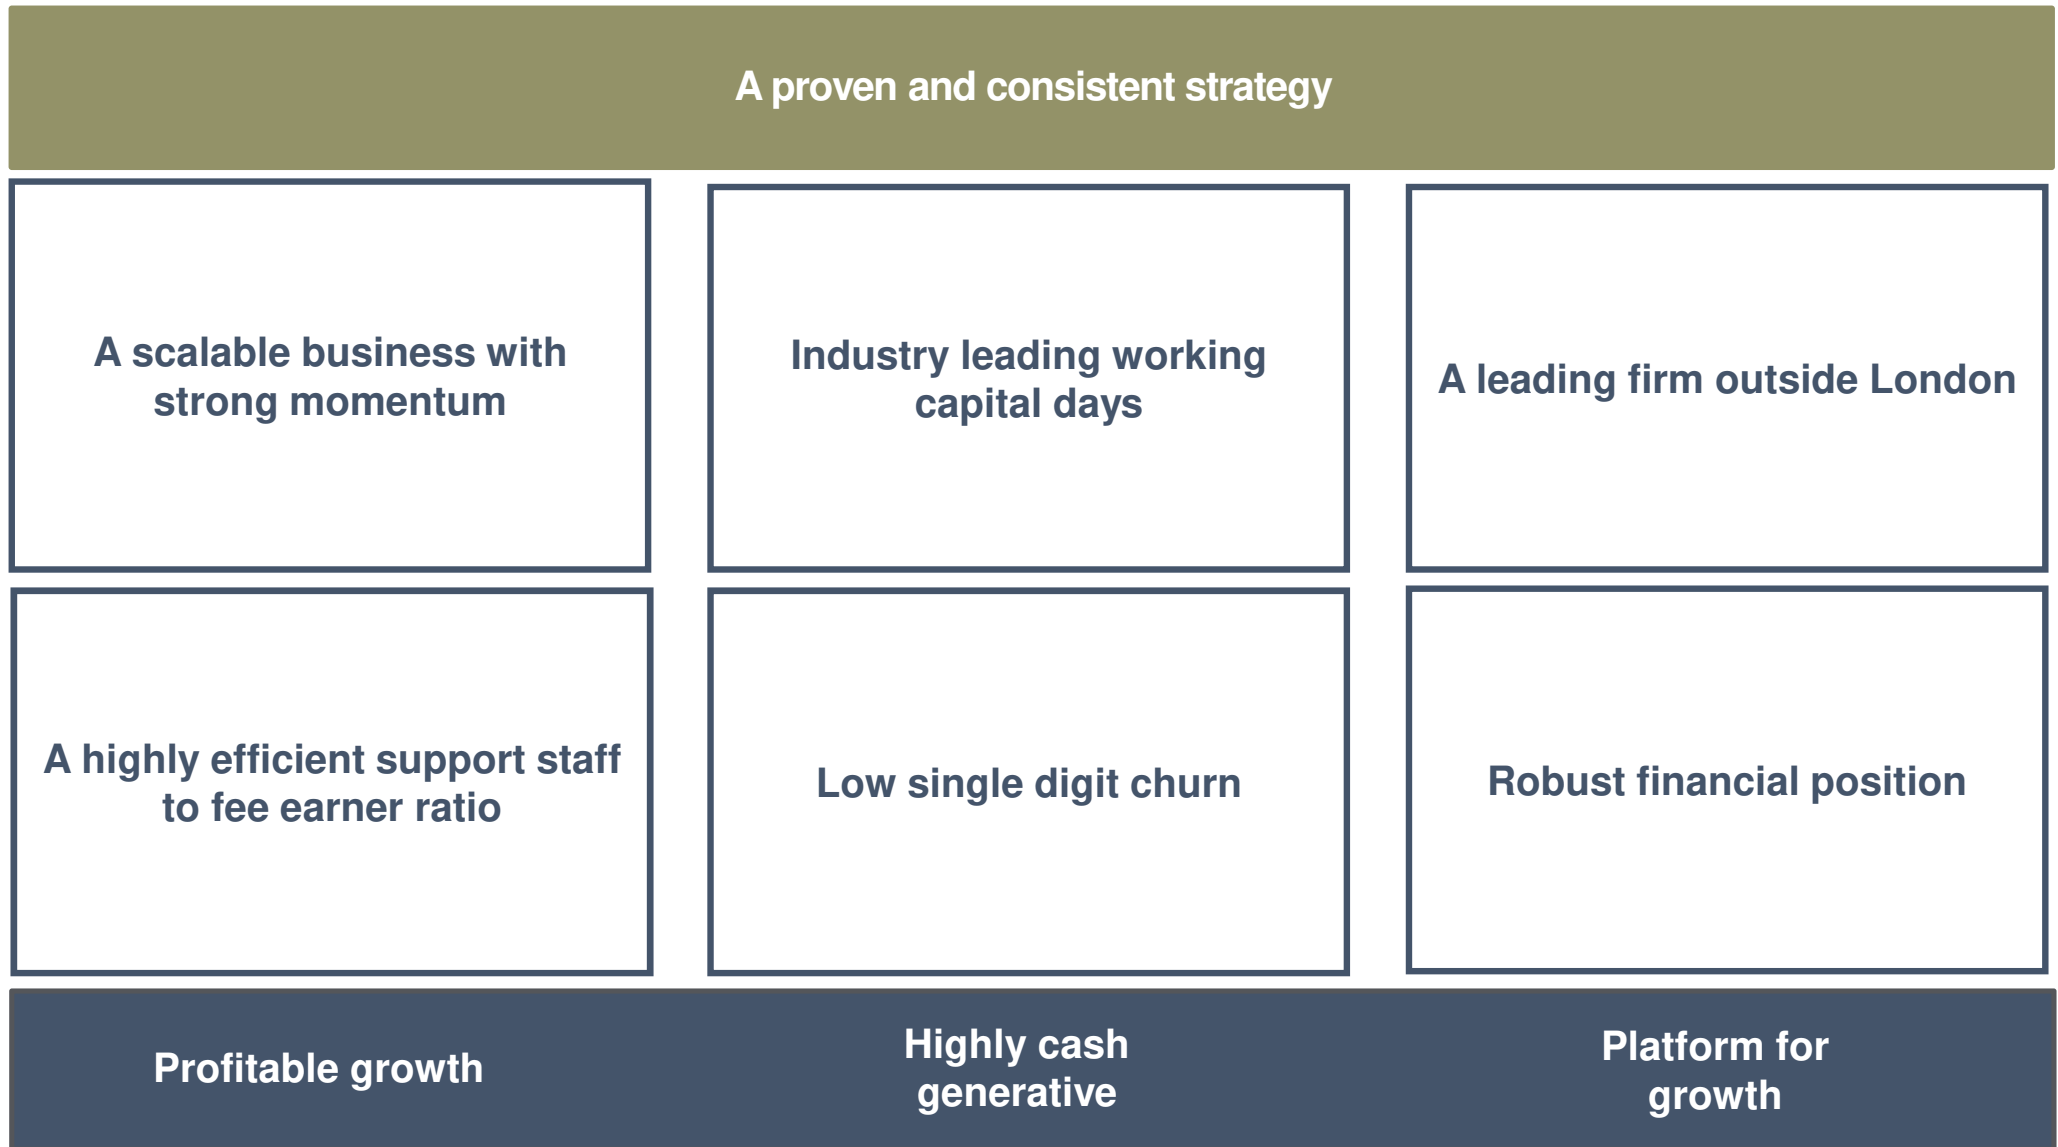 A proven and consistent strategy
A scalable business with
strong momentum
Industry leading working
capital days
A leading firm outside London
A highly efficient support staff
to fee earner ratio
Low single digit churn
Robust financial position
Profitable growth
Highly cash
generative
Platform for
growth